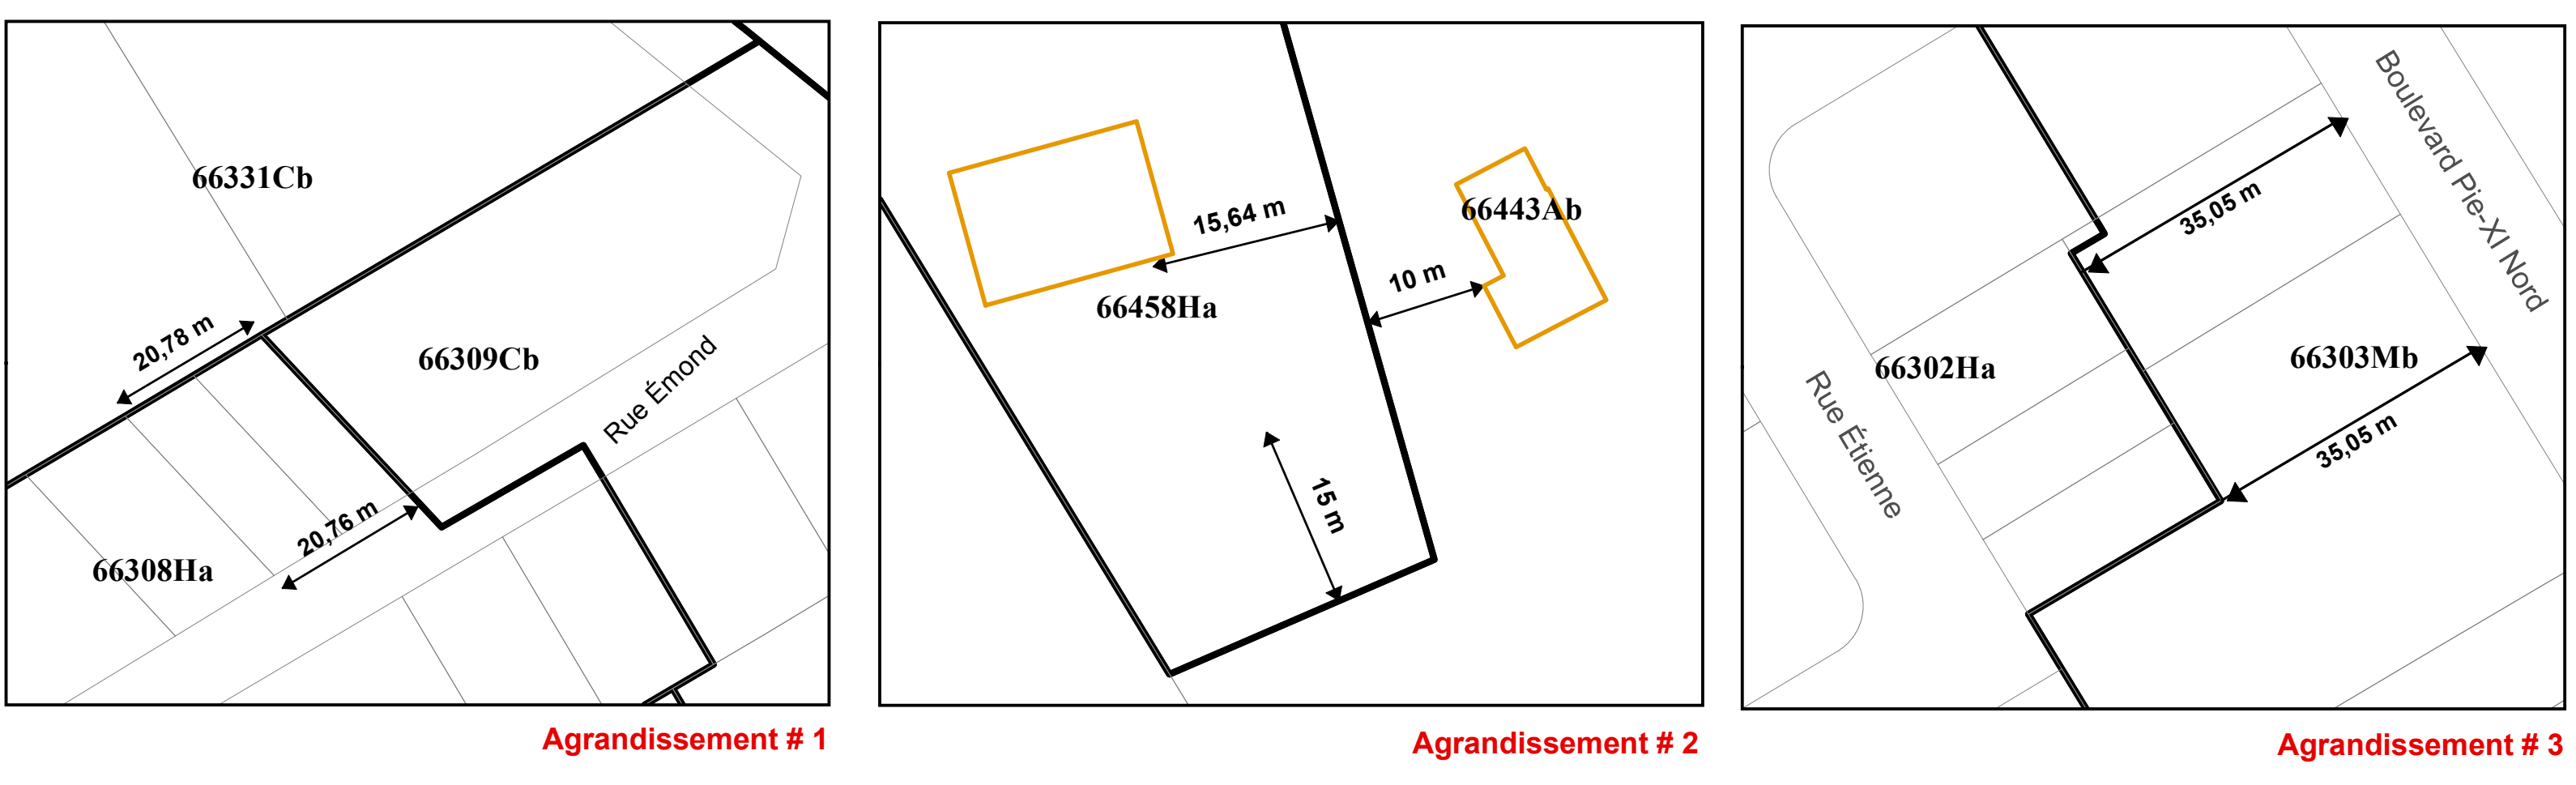 66331Cb
20,78 m
66309Cb
Rue Émond
20,76 m
66308Ha
Agrandissement # 1
15,64 m
66443Ab
10 m
66458Ha
15 m
Agrandissement # 2
Boulevard Pie-XI Nord
35,05 m
66302Ha
66303Mb
Rue Étienne
35,05 m
Agrandissement # 3